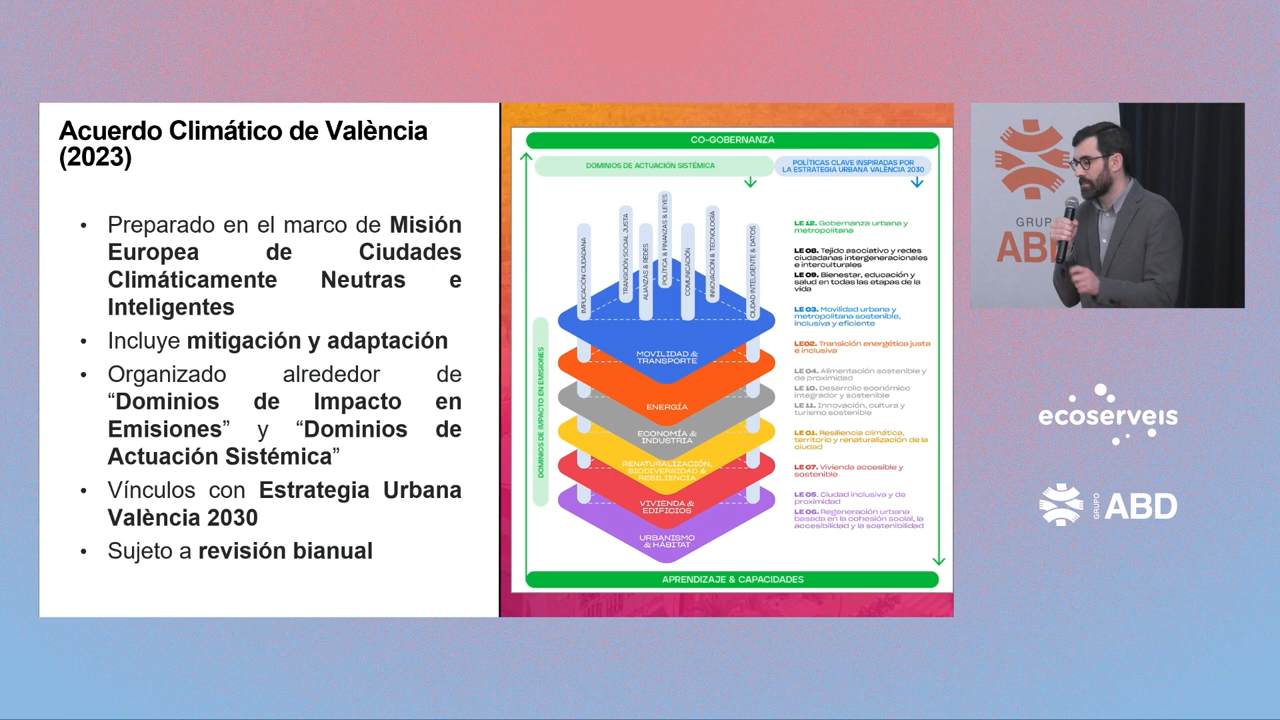 Acuerdo Climático de València
(2023)
• Preparado en el marco de Misión
Europea de Ciudades
Climáticamente Neutras e
Inteligentes
• Incluye mitigación y adaptación
• Organizado alrededor de
“Dominios de Impacto en
Emisiones” y “Dominios de
Actuación Sistémica”
• Vínculos con Estrategia Urbana
València 2030
• Sujeto a revisión bianual
CO-GOBERNANZA
DOMINIOS DE ACTUACIÓN SISTÉMICA
POLÍTICAS CLAVE INSPIRADAS POR
LA ESTRATEGIA URBANA VALÈNCIA 2030
IMPLICACIÓN CIUDADANA
TRANSICIÓN SOCIAL JUSTA
ALIANZAS & REDES
POLÍTICA & FINANZAS & LEYES
COMUNICACIÓN
INNOVACIÓN & TECNOLOGÍA
CIUDAD INTELIGENTE & DATOS
DOMINIOS DE IMPACTO EN EMISIONES
MOVILIDAD &
TRANSPORTE
ENERGÍA
ECONOMÍA &
INDUSTRIA
RENATURALIZACIÓN,
BIODIVERSIDAD &
RESILIENCIA
VIVIENDA &
EDIFICIOS
URBANISMO
& HÁBITAT
LE 12. Gobernanza urbana y
metropolitana
LE 08. Tejido asociativo y redes
ciudadanas intergeneracionales
e interculturales
LE 09. Bienestar, educación y
salud en todas las etapas de la
vida
LE 03. Movilidad urbana y
metropolitana sostenible,
inclusiva y eficiente
LE02. Transición energética justa
e inclusiva
LE 04. Alimentación sostenible y
de proximidad
LE 10. Desarrollo económico
integrador y sostenible
LE 11. Innovación, cultura y
turismo sostenible
LE 01. Resiliencia climática,
territorio y renaturalización de la
ciudad
LE 07. Vivienda accesible y
sostenible
LE 05. Ciudad inclusiva y de
proximidad
LE 06. Regeneración urbana
basada en la cohesión social, la
accesibilidad y la sostenibilidad
APRENDIZAJE & CAPACIDADES
GRUP
ABD
ecoserveis
GRUPO
ABD